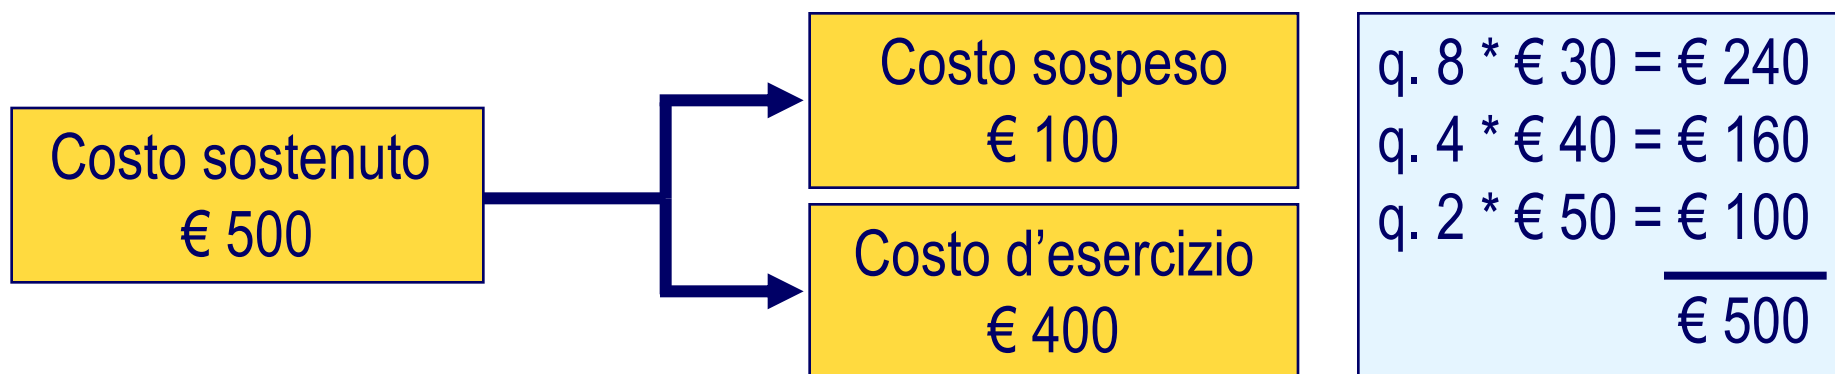 Costo sostenuto
€ 500
Costo sospeso
€ 100
Costo d’esercizio
€ 400
q. 8 * € 30 = € 240
q. 4 * € 40 = € 160
q. 2 * € 50 = € 100
€ 500